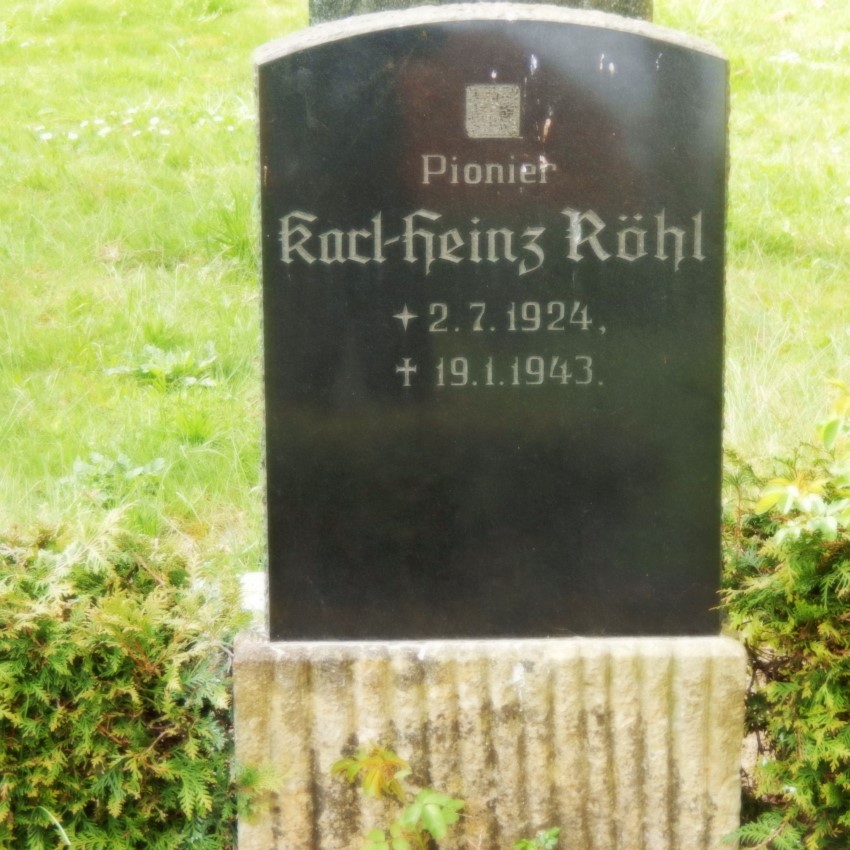 Pionier
Karl-Heinz Röhl
✦ 2.7.1924,
✝ 19.1.1943.